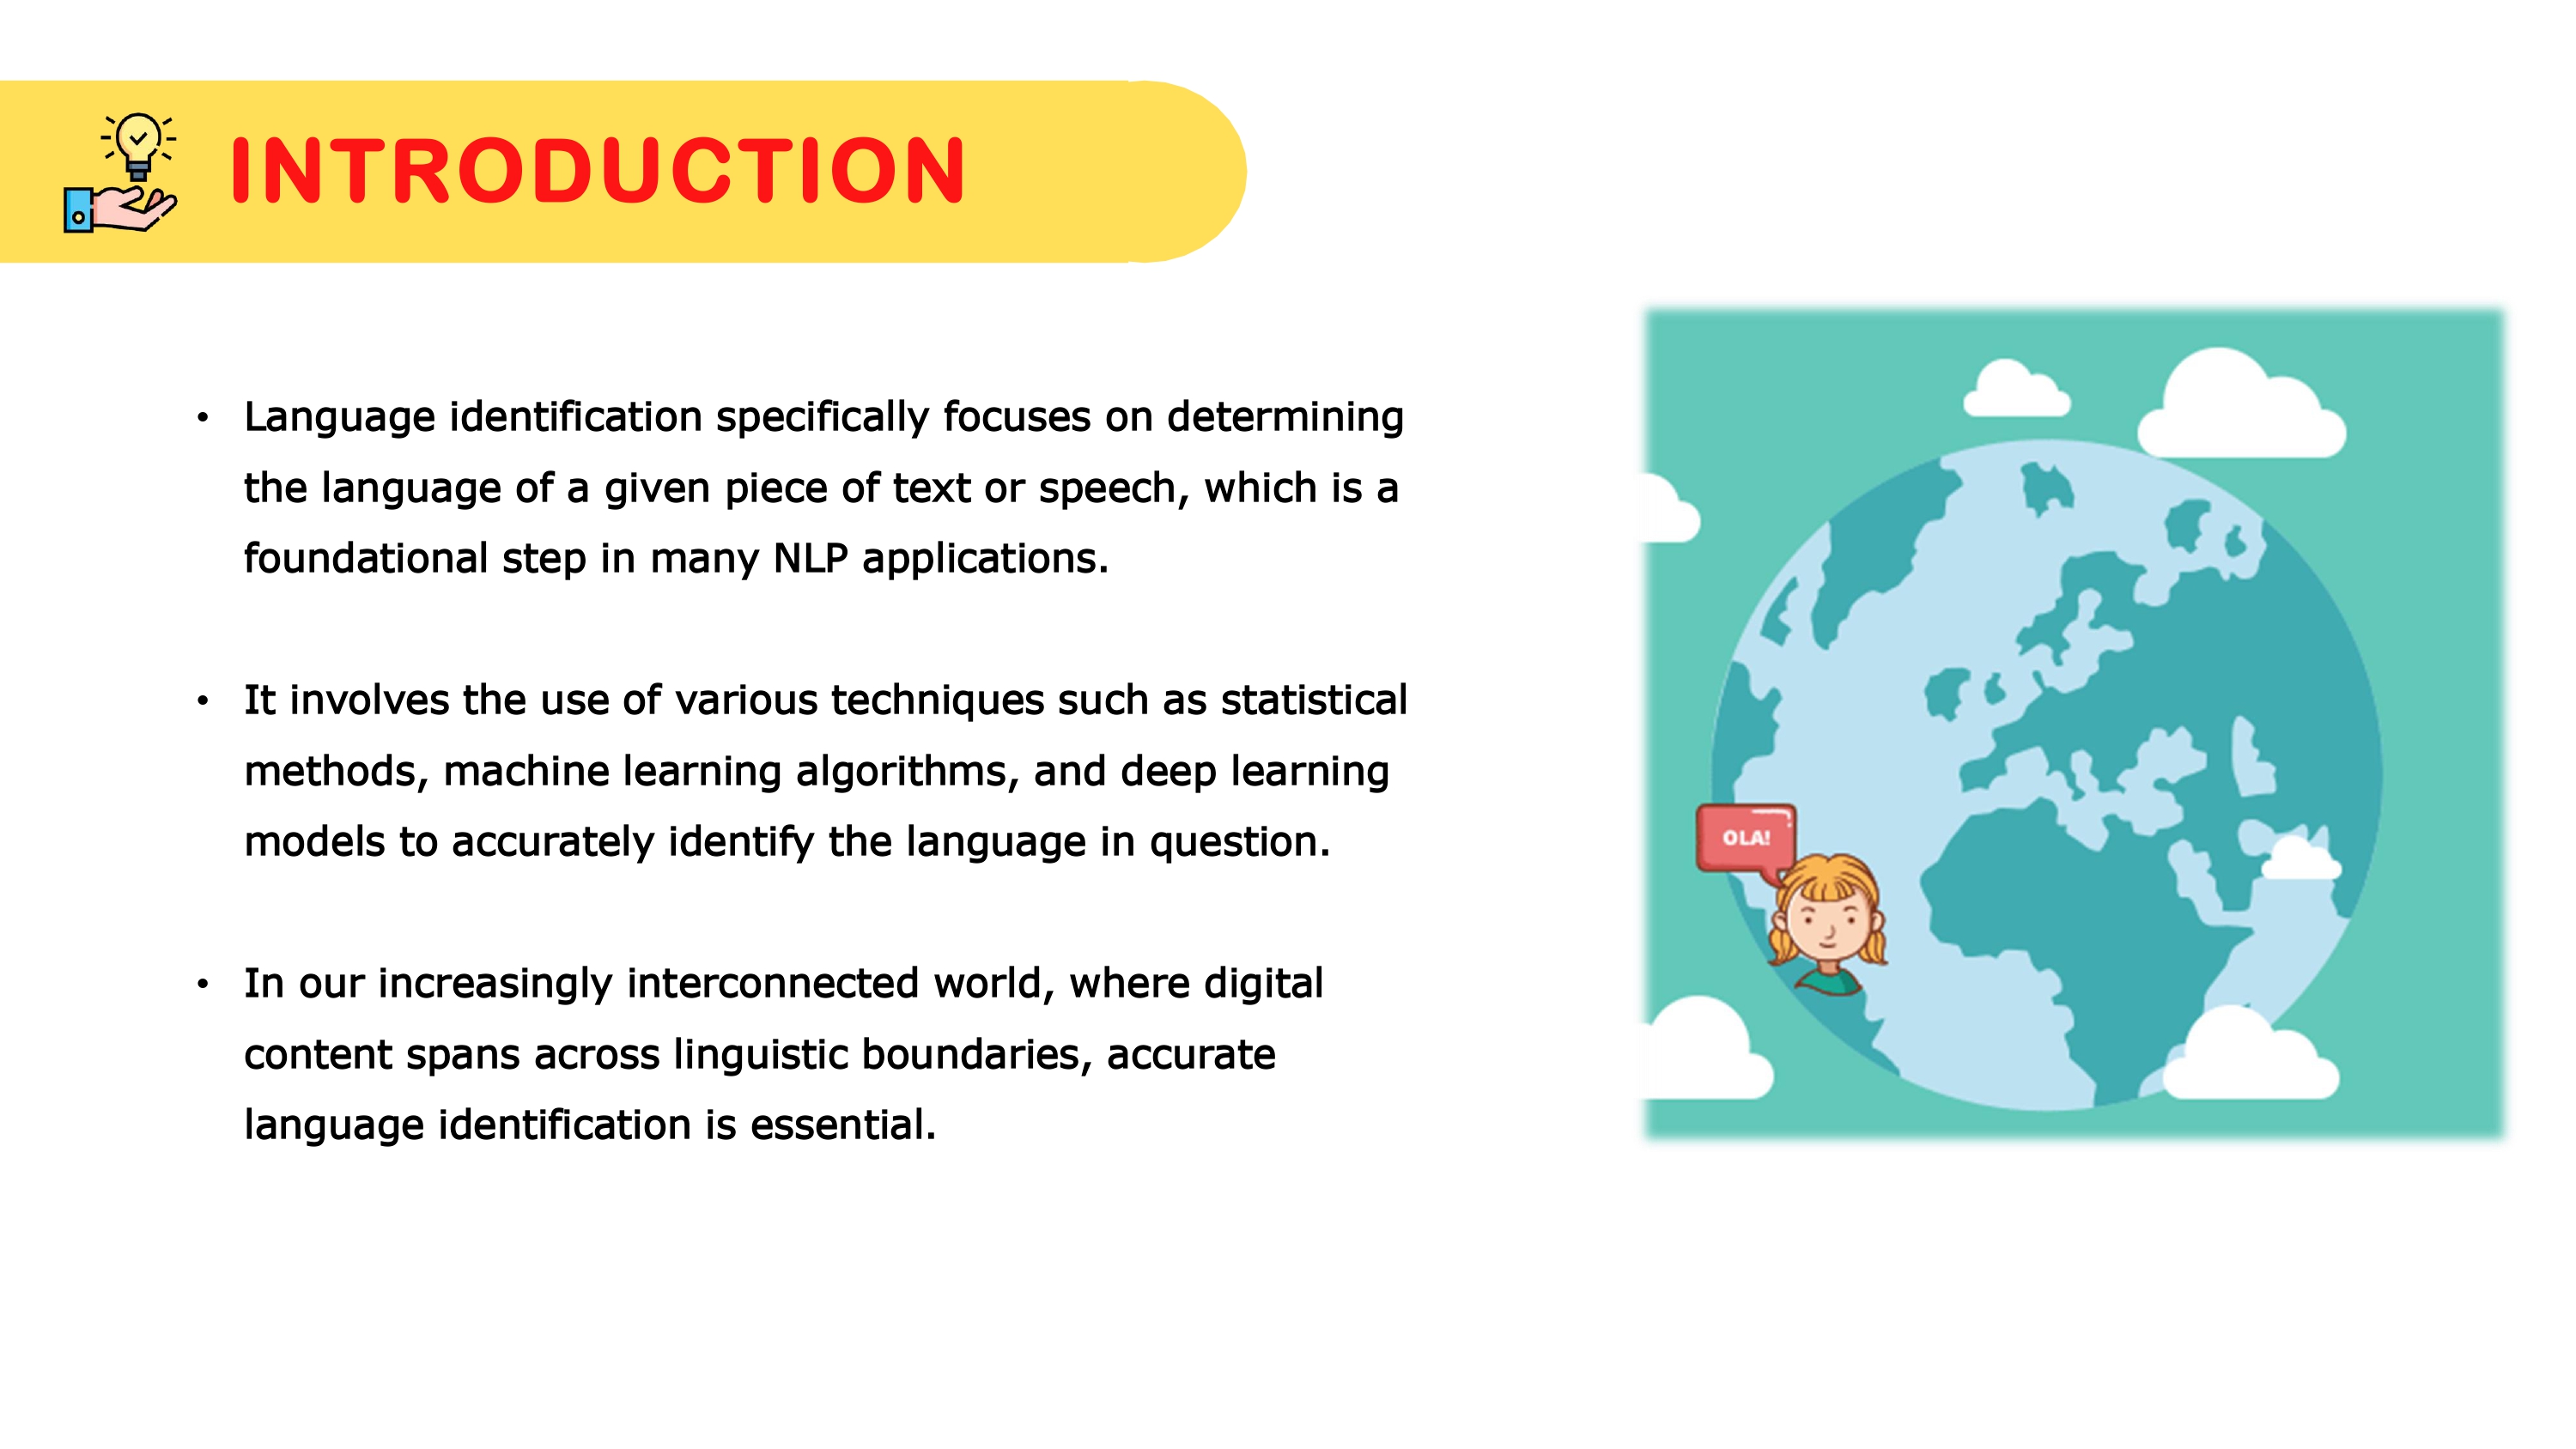 INTRODUCTION
• Language identification specifically focuses on determining
the language of a given piece of text or speech, which is a
foundational step in many NLP applications.
• It involves the use of various techniques such as statistical
methods, machine learning algorithms, and deep learning
models to accurately identify the language in question.
• In our increasingly interconnected world, where digital
content spans across linguistic boundaries, accurate
language identification is essential.
OLA!